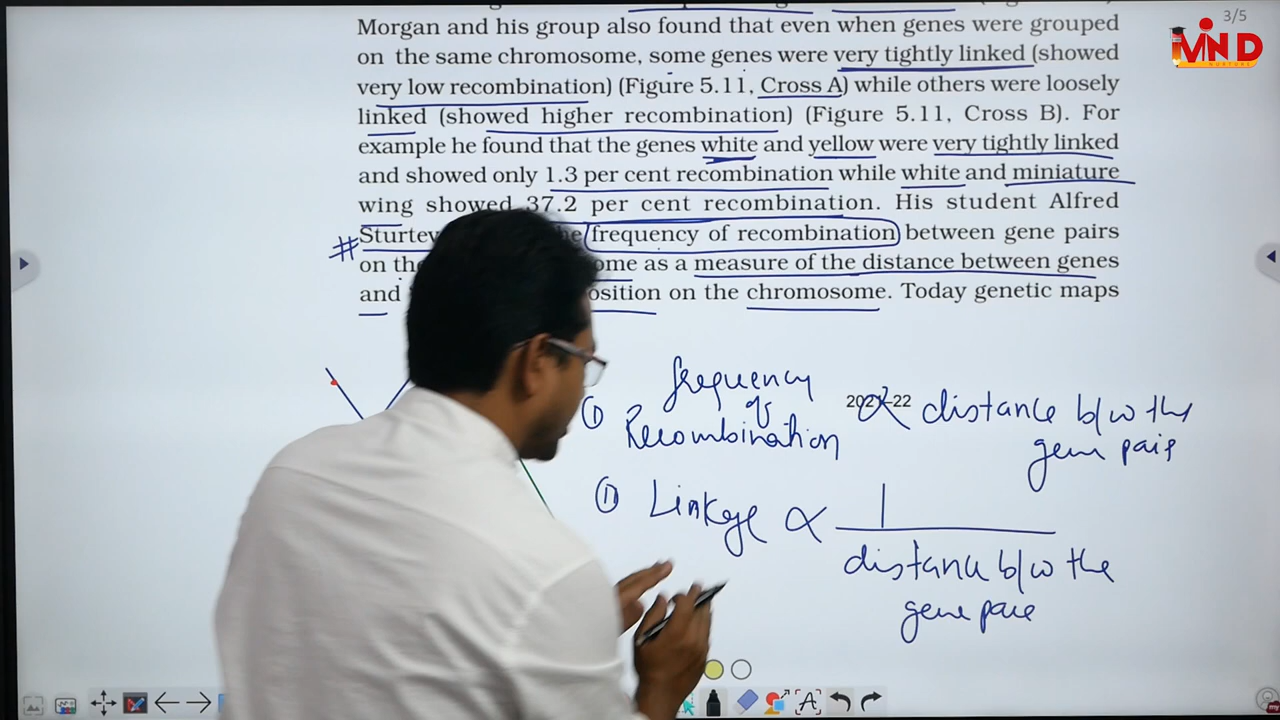 3/5
MIND
Morgan and his group also found that even when genes were grouped
on the same chromosome, some genes were very tightly linked (showed
very low recombination) (Figure 5.11, Cross A) while others were loosely
linked (showed higher recombination) (Figure 5.11, Cross B). For
example he found that the genes white and yellow were very tightly linked
and showed only 1.3 per cent recombination while white and miniature
wing showed 37.2 per cent recombination. His student Alfred
# frequency of recombination between gene pairs
on as a measure of the distance between genes
and on the chromosome. Today genetic maps
① frequency of Recombination ∝ distance b/w the gene pair
② Linkage ∝ 1
distance b/w the
gene pair
A